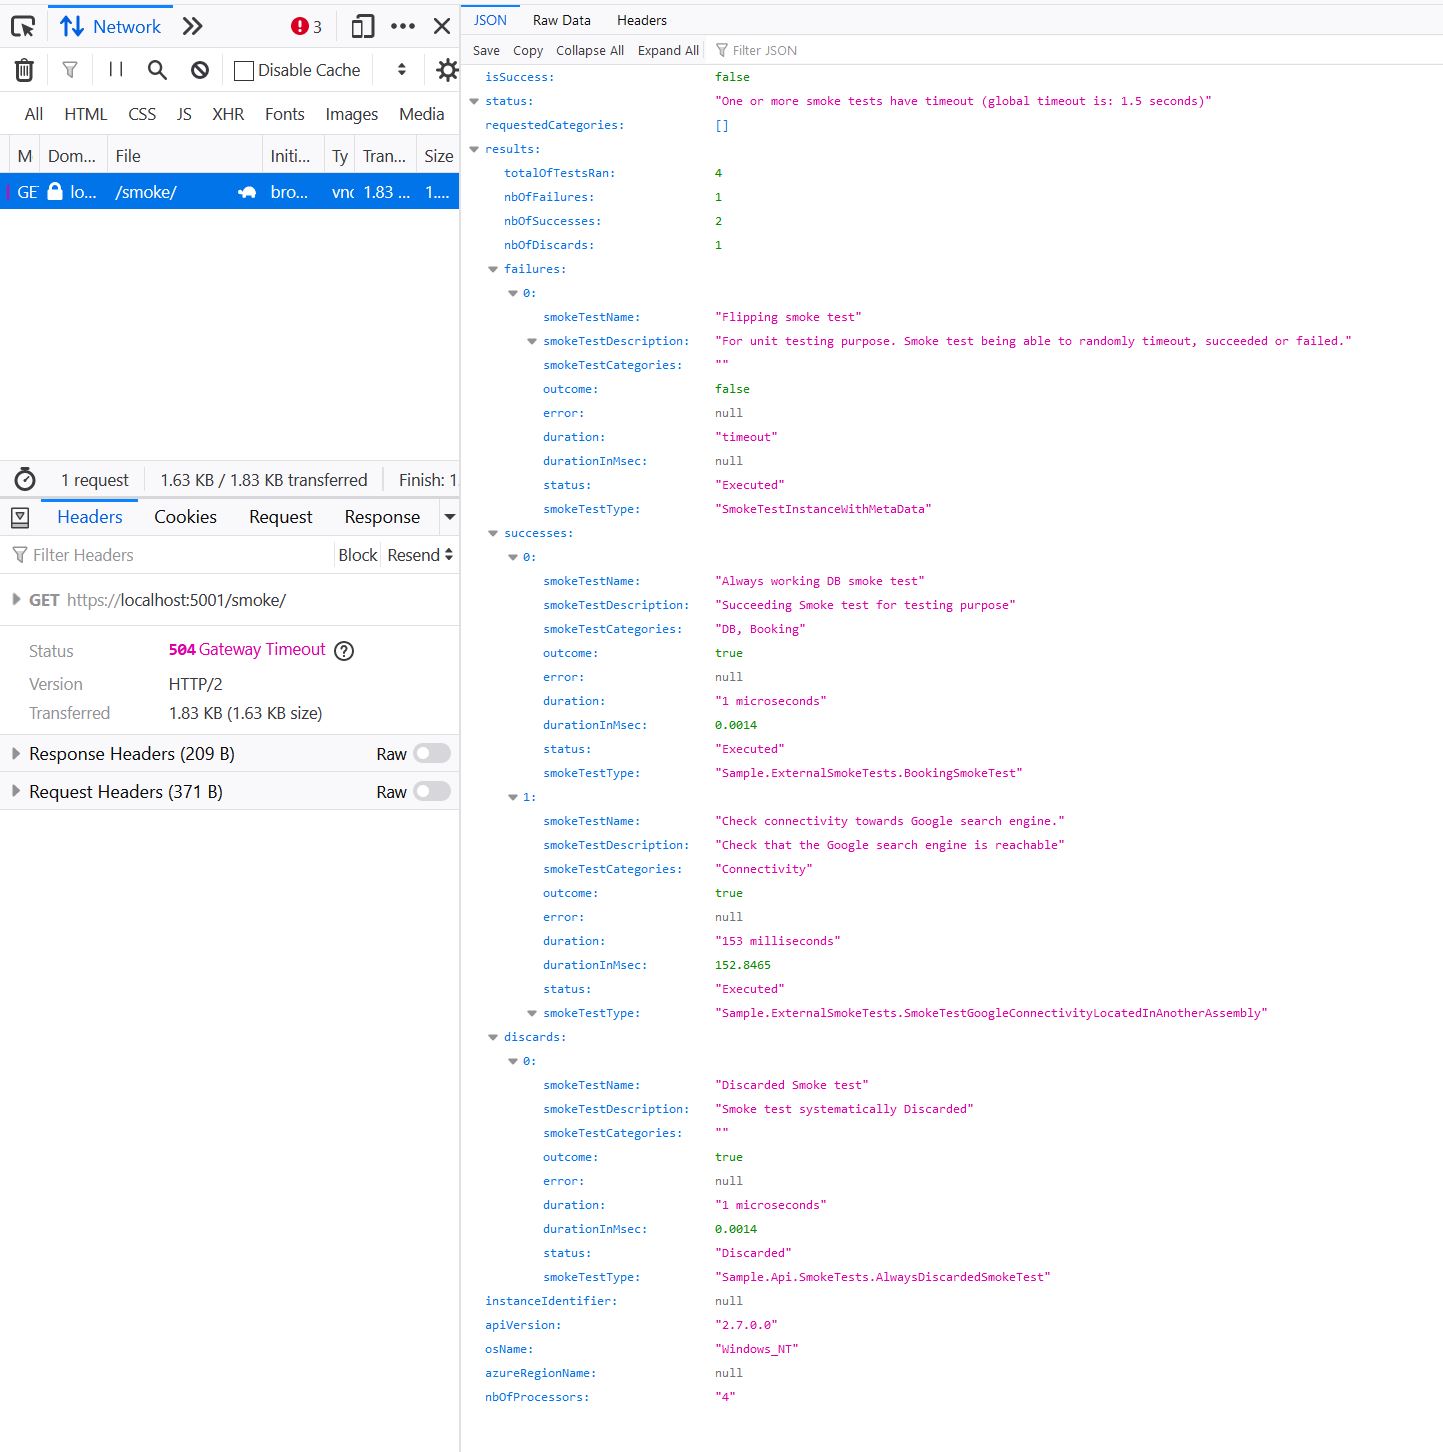 Network
3
Disable Cache
All HTML CSS JS XHR Fonts Images Media
M Dom... File Initi... Ty Tran... Size
GE lo... /smoke/ bro... vnc 1.83 ... 1....
1 request 1.63 KB / 1.83 KB transferred Finish: 1.
Headers Cookies Request Response
Filter Headers Block Resend
GET https://localhost:5001/smoke/
Status 504 Gateway Timeout
Version HTTP/2
Transferred 1.83 KB (1.63 KB size)
Response Headers (209 B) Raw
Request Headers (371 B) Raw
JSON Raw Data Headers
Save Copy Collapse All Expand All Filter JSON
isSuccess: false
status: "One or more smoke tests have timeout (global timeout is: 1.5 seconds)"
requestedCategories: []
results:
totalOfTestsRan: 4
nbOfFailures: 1
nbOfSuccesses: 2
nbOfDiscards: 1
failures:
0:
smokeTestName: "Flipping smoke test"
smokeTestDescription: "For unit testing purpose. Smoke test being able to randomly timeout, succeeded or failed."
smokeTestCategories: ""
outcome: false
error: null
duration: "timeout"
durationInMsec: null
status: "Executed"
smokeTestType: "SmokeTestInstanceWithMetaData"
successes:
0:
smokeTestName: "Always working DB smoke test"
smokeTestDescription: "Succeeding Smoke test for testing purpose"
smokeTestCategories: "DB, Booking"
outcome: true
error: null
duration: "1 microseconds"
durationInMsec: 0.0014
status: "Executed"
smokeTestType: "Sample.ExternalSmokeTests.BookingSmokeTest"
1:
smokeTestName: "Check connectivity towards Google search engine."
smokeTestDescription: "Check that the Google search engine is reachable"
smokeTestCategories: "Connectivity"
outcome: true
error: null
duration: "153 milliseconds"
durationInMsec: 152.8465
status: "Executed"
smokeTestType: "Sample.ExternalSmokeTests.SmokeTestGoogleConnectivityLocatedInAnotherAssembly"
discards:
0:
smokeTestName: "Discarded Smoke test"
smokeTestDescription: "Smoke test systematically Discarded"
smokeTestCategories: ""
outcome: true
error: null
duration: "1 microseconds"
durationInMsec: 0.0014
status: "Discarded"
smokeTestType: "Sample.Api.SmokeTests.AlwaysDiscardedSmokeTest"
instanceIdentifier: null
apiVersion: "2.7.0.0"
osName: "Windows_NT"
azureRegionName: null
nbOfProcessors: "4"